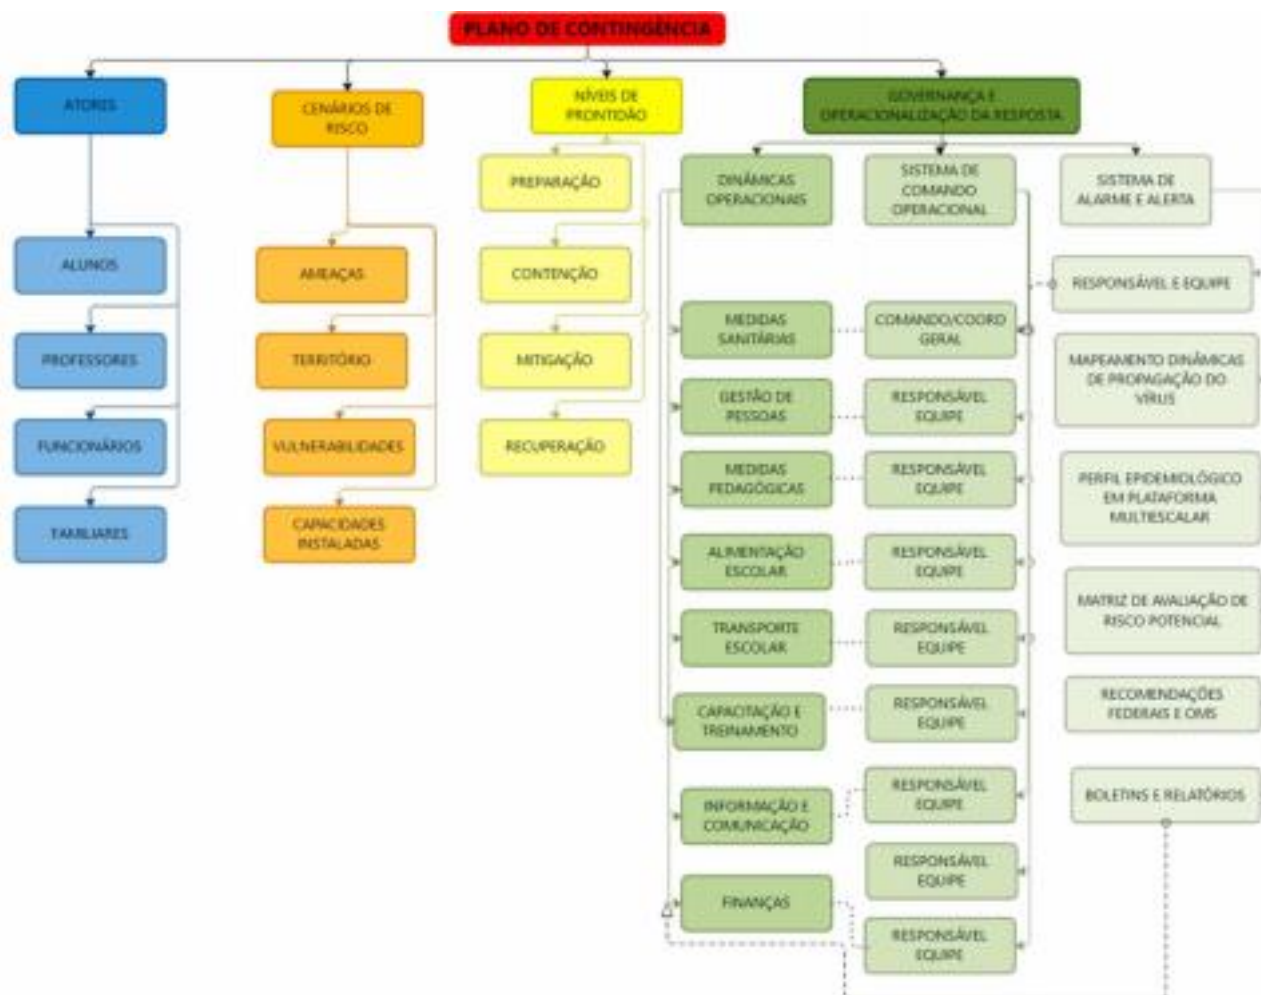 PLANO DE CONTINGÊNCIA
ATORES
CENÁRIOS DE
RISCO
NÍVEIS DE
PRONTIDÃO
GOVERNANÇA E
OPERACIONALIZAÇÃO DA RESPOSTA
ALUNOS
PROFESSORES
FUNCIONÁRIOS
FAMILIARES
AMEAÇAS
TERRITÓRIO
VULNERABILIDADES
CAPACIDADES
INSTALADAS
PREPARAÇÃO
CONTENÇÃO
MITIGAÇÃO
RECUPERAÇÃO
DINÂMICAS
OPERACIONAIS
MEDIDAS
SANITÁRIAS
GESTÃO DE
PESSOAS
MEDIDAS
PEDAGÓGICAS
ALIMENTAÇÃO
ESCOLAR
TRANSPORTE
ESCOLAR
CAPACITAÇÃO E
TREINAMENTO
INFORMAÇÃO E
COMUNICAÇÃO
FINANÇAS
SISTEMA DE
COMANDO
OPERACIONAL
COMANDO/COORD
GERAL
RESPONSÁVEL
EQUIPE
RESPONSÁVEL
EQUIPE
RESPONSÁVEL
EQUIPE
RESPONSÁVEL
EQUIPE
RESPONSÁVEL
EQUIPE
RESPONSÁVEL
EQUIPE
RESPONSÁVEL
EQUIPE
RESPONSÁVEL
EQUIPE
SISTEMA DE
ALARME E ALERTA
RESPONSÁVEL E EQUIPE
MAPEAMENTO DINÂMICAS
DE PROPAGAÇÃO DO
VÍRUS
PERFIL EPIDEMIOLÓGICO
EM PLATAFORMA
MULTIESCALAR
MATRIZ DE AVALIAÇÃO DE
RISCO POTENCIAL
RECOMENDAÇÕES
FEDERAIS E OMS
BOLETINS E RELATÓRIOS